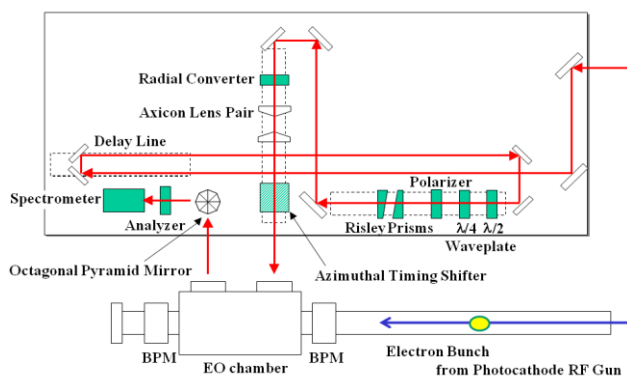 Radial Converter
Axicon Lens Pair
Delay Line
Polarizer
Spectrometer
Analyzer
Risley Prisms
λ/4
λ/2
Waveplate
Octagonal Pyramid Mirror
Azimuthal Timing Shifter
BPM
EO chamber
BPM
Electron Bunch
from Photocathode RF Gun